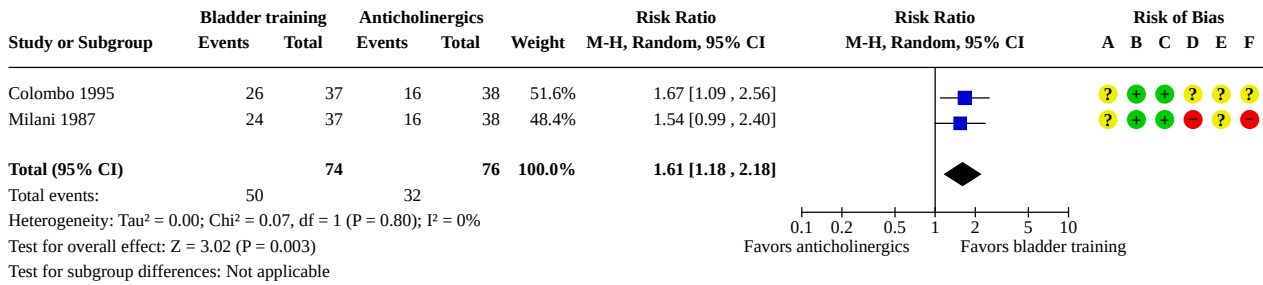 Bladder training Anticholinergics Risk Ratio Risk Ratio Risk of Bias
Study or Subgroup Events Total Events Total Weight M-H, Random, 95% CI M-H, Random, 95% CI A B C D E F
Colombo 1995 26 37 16 38 51.6% 1.67 [1.09 , 2.56] ? + + ? ? ?
Milani 1987 24 37 16 38 48.4% 1.54 [0.99 , 2.40] ? + + − ? −
Total (95% CI) 74 76 100.0% 1.61 [1.18 , 2.18]
Total events: 50 32
Heterogeneity: Tau² = 0.00; Chi² = 0.07, df = 1 (P = 0.80); I² = 0%
0.1 0.2 0.5 1 2 5 10
Test for overall effect: Z = 3.02 (P = 0.003) Favors anticholinergics Favors bladder training
Test for subgroup differences: Not applicable